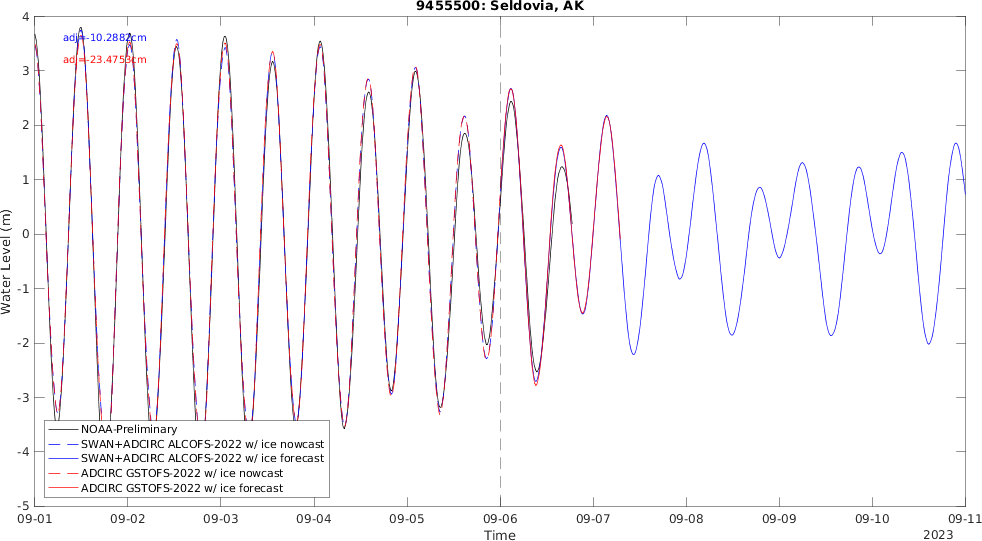 9455500: Seldovia, AK
adj=-10.2882cm
adj=-23.4753cm
4
3
2
1
0
-1
-2
-3
-4
-5
Water Level (m)
NOAA-Preliminary
SWAN+ADCIRC ALCOFS-2022 w/ ice nowcast
SWAN+ADCIRC ALCOFS-2022 w/ ice forecast
ADCIRC GSTOFS-2022 w/ ice nowcast
ADCIRC GSTOFS-2022 w/ ice forecast
09-01 09-02 09-03 09-04 09-05 09-06 09-07 09-08 09-09 09-10 09-11
Time
2023